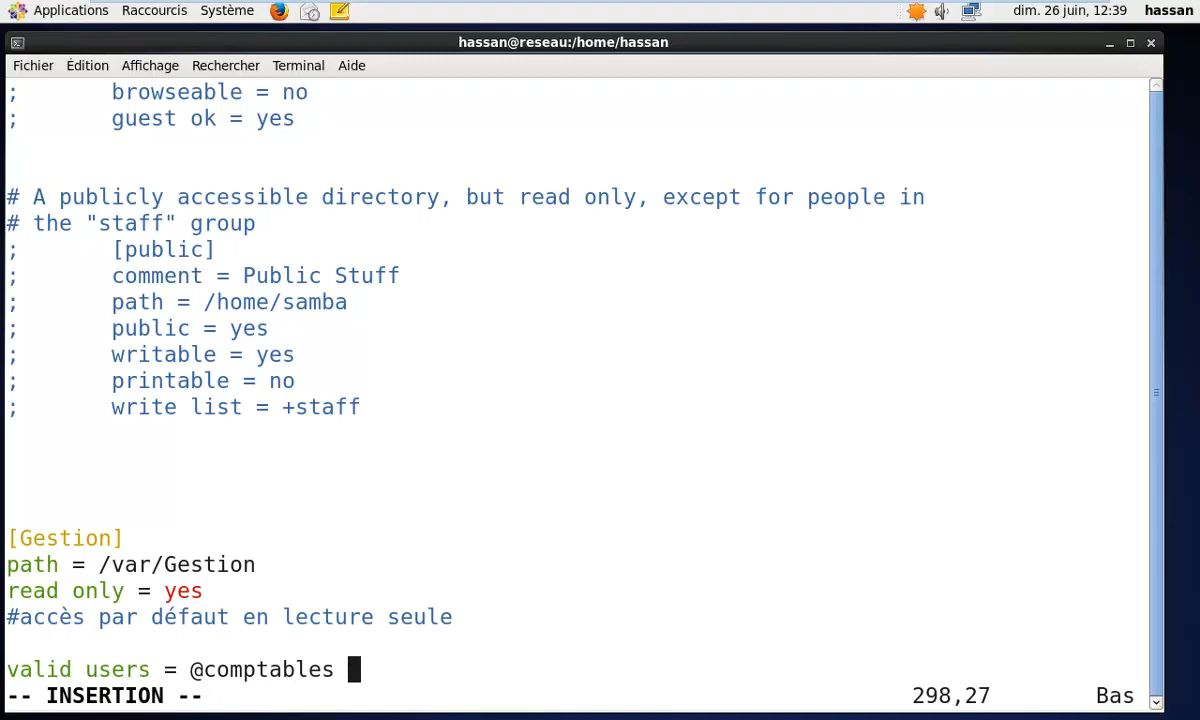 Applications Raccourcis Système dim. 26 juin, 12:39 hassan
hassan@reseau:/home/hassan
Fichier Édition Affichage Rechercher Terminal Aide
; browseable = no
; guest ok = yes
# A publicly accessible directory, but read only, except for people in
# the "staff" group
; [public]
; comment = Public Stuff
; path = /home/samba
; public = yes
; writable = yes
; printable = no
; write list = +staff
[Gestion]
path = /var/Gestion
read only = yes
#accès par défaut en lecture seule
valid users = @comptables
-- INSERTION -- 298,27 Bas